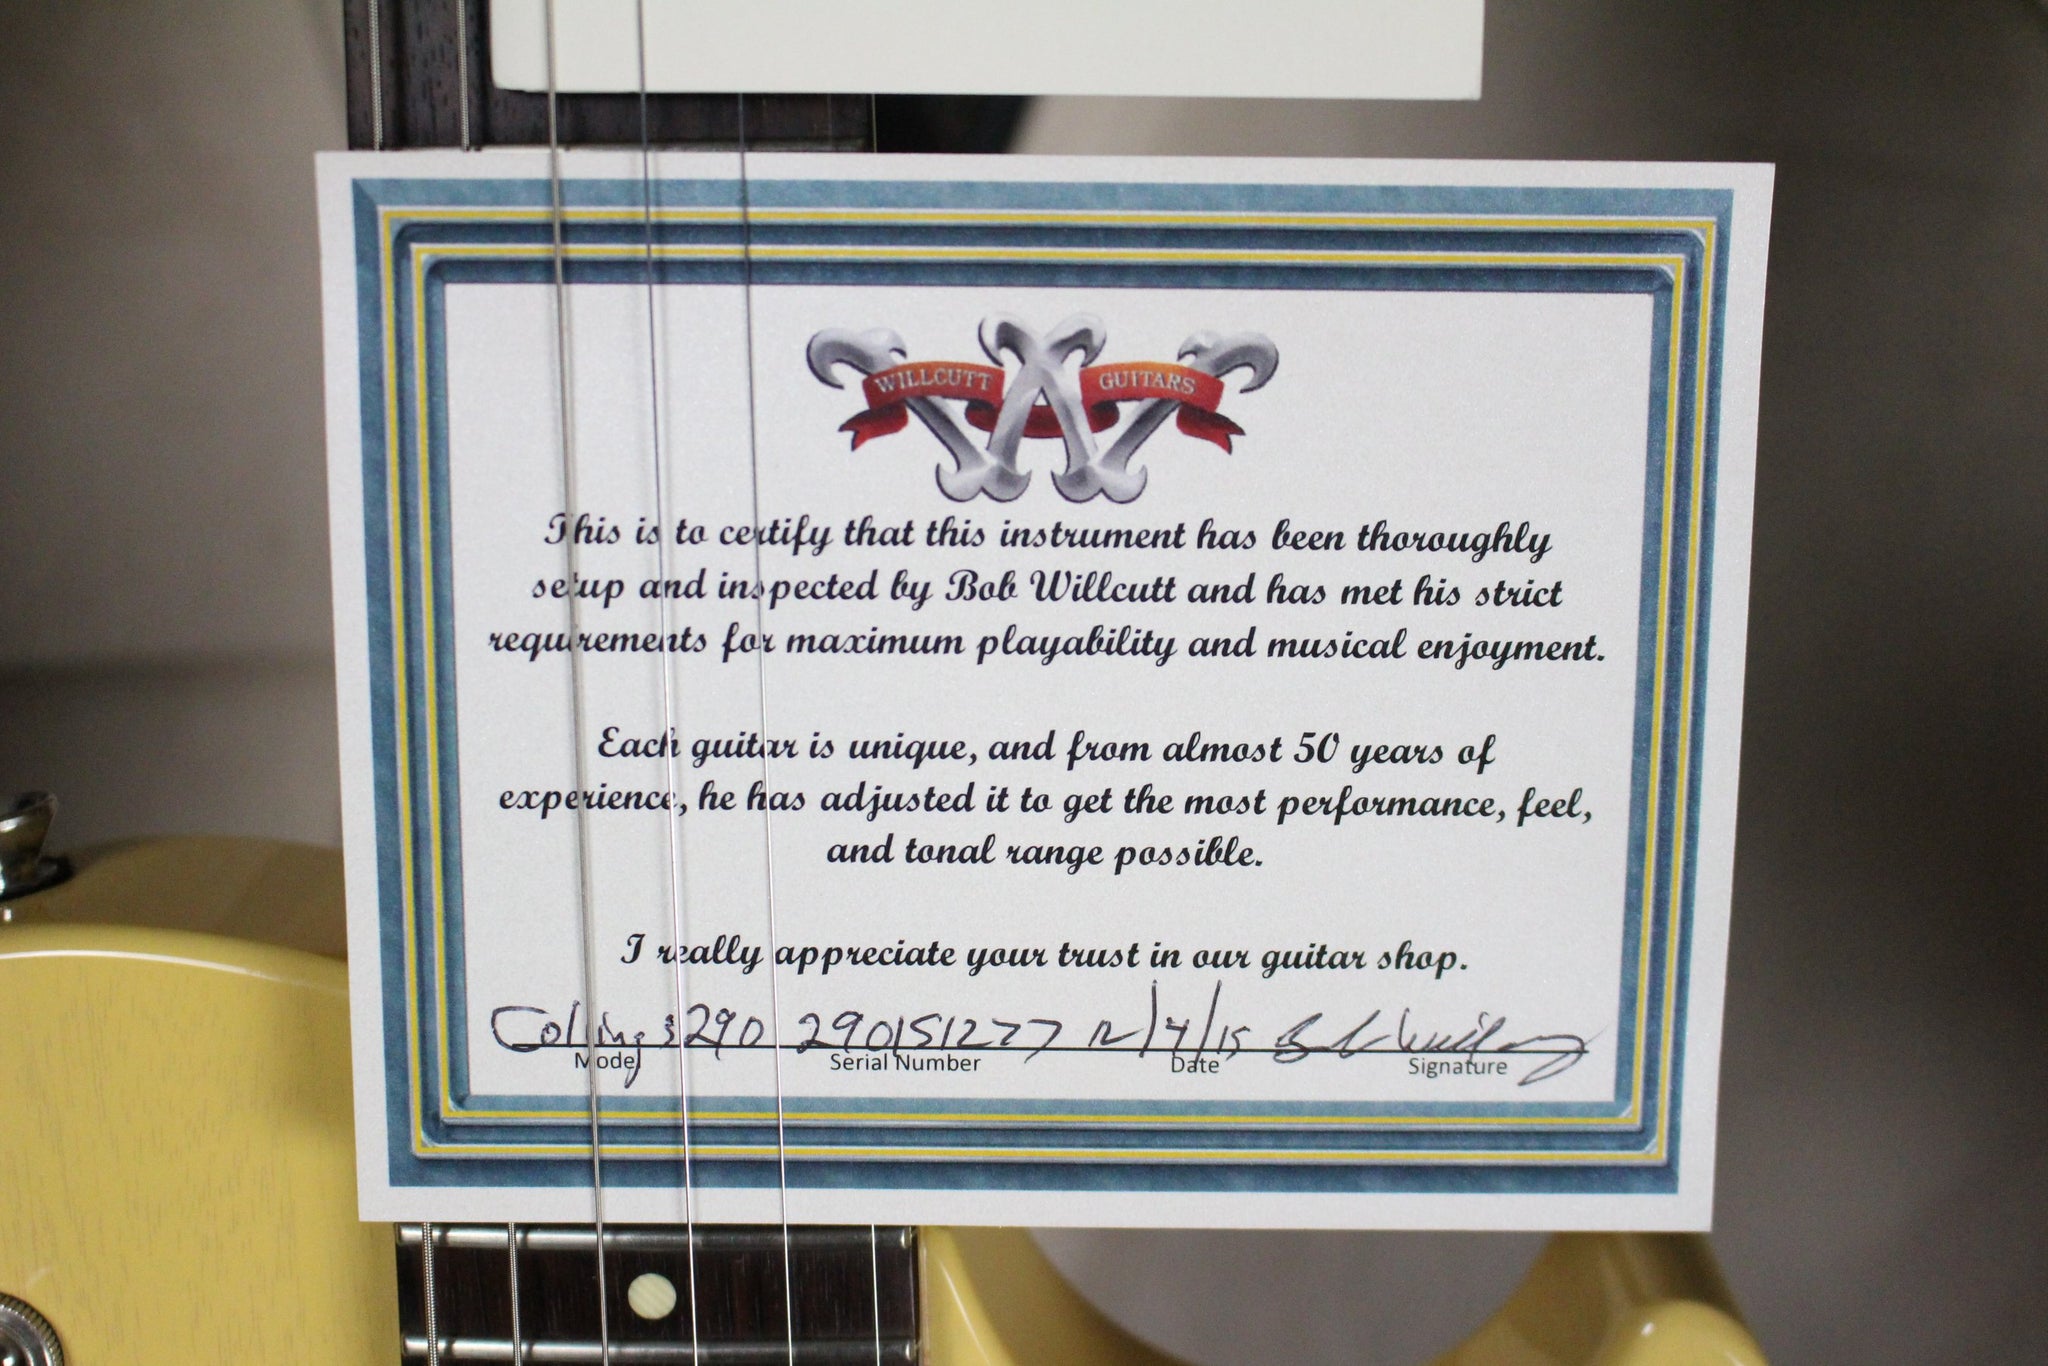 WILLCUTT GUITARS
This is to certify that this instrument has been thoroughly
setup and inspected by Bob Willcutt and has met his strict
requirements for maximum playability and musical enjoyment.
Each guitar is unique, and from almost 50 years of
experience, he has adjusted it to get the most performance, feel,
and tonal range possible.
I really appreciate your trust in our guitar shop.
Collings 290 290151277 12/4/15
Model Serial Number Date Signature